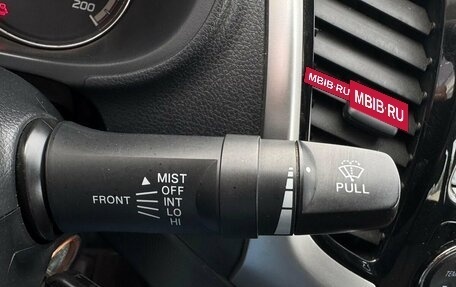 200
MBIB.RU
MBIB.RU
MIST
OFF
FRONT INT
LO
HI
PULL